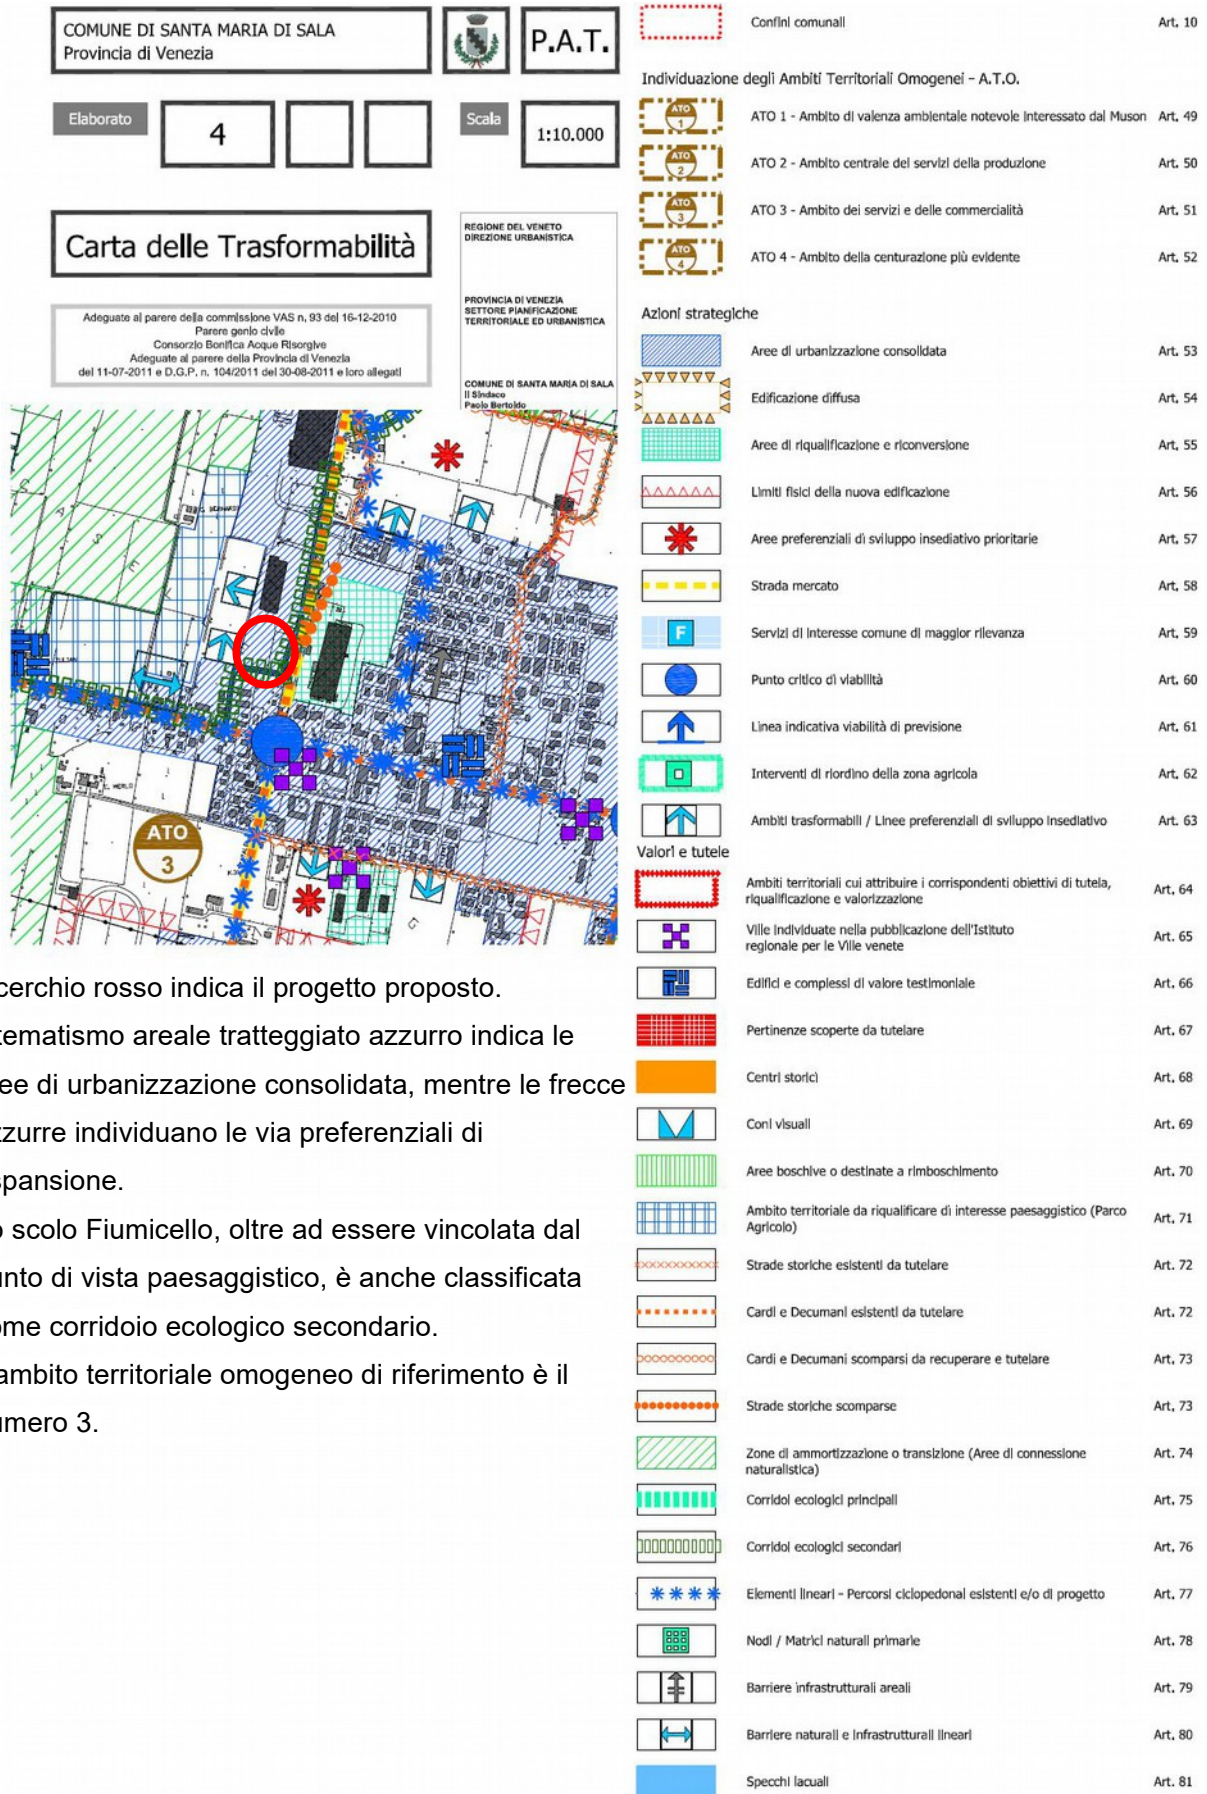 COMUNE DI SANTA MARIA DI SALA
Provincia di Venezia
P.A.T.
Elaborato
4
Scala
1:10.000
Carta delle Trasformabilità
REGIONE DEL VENETO
DIREZIONE URBANISTICA
PROVINCIA DI VENEZIA
SETTORE PIANIFICAZIONE
TERRITORIALE ED URBANISTICA
COMUNE DI SANTA MARIA DI SALA
Il Sindaco
Paolo Bertoldo
Adeguate al parere della commissione VAS n. 93 del 16-12-2010
Parere genio civile
Consorzio Bonifica Acque Risorgive
Adeguate al parere della Provincia di Venezia
del 11-07-2011 e D.G.P. n. 104/2011 del 30-08-2011 e loro allegati
ATO
3
cerchio rosso indica il progetto proposto.
tematismo areale tratteggiato azzurro indica le
ee di urbanizzazione consolidata, mentre le frecce
zzurre individuano le via preferenziali di
spansione.
o scolo Fiumicello, oltre ad essere vincolata dal
unto di vista paesaggistico, è anche classificata
ome corridoio ecologico secondario.
ambito territoriale omogeneo di riferimento è il
umero 3.
Confini comunali Art. 10
Individuazione degli Ambiti Territoriali Omogenei - A.T.O.
ATO 1 ATO 1 - Ambito di valenza ambientale notevole interessato dal Muson Art. 49
ATO 2 ATO 2 - Ambito centrale dei servizi della produzione Art. 50
ATO 3 ATO 3 - Ambito dei servizi e delle commercialità Art. 51
ATO 4 ATO 4 - Ambito della centurazione più evidente Art. 52
Azioni strategiche
Aree di urbanizzazione consolidata Art. 53
Edificazione diffusa Art. 54
Aree di riqualificazione e riconversione Art. 55
Limiti fisici della nuova edificazione Art. 56
Aree preferenziali di sviluppo insediativo prioritarie Art. 57
Strada mercato Art. 58
F Servizi di interesse comune di maggior rilevanza Art. 59
Punto critico di viabilità Art. 60
Linea indicativa viabilità di previsione Art. 61
Interventi di riordino della zona agricola Art. 62
Ambiti trasformabili / Linee preferenziali di sviluppo insediativo Art. 63
Valori e tutele
Ambiti territoriali cui attribuire i corrispondenti obiettivi di tutela,
riqualificazione e valorizzazione Art. 64
Ville individuate nella pubblicazione dell'Istituto
regionale per le Ville venete Art. 65
Edifici e complessi di valore testimoniale Art. 66
Pertinenze scoperte da tutelare Art. 67
Centri storici Art. 68
Coni visuali Art. 69
Aree boschive o destinate a rimboschimento Art. 70
Ambito territoriale da riqualificare di interesse paesaggistico (Parco
Agricolo) Art. 71
Strade storiche esistenti da tutelare Art. 72
Cardi e Decumani esistenti da tutelare Art. 72
Cardi e Decumani scomparsi da recuperare e tutelare Art. 73
Strade storiche scomparse Art. 73
Zone di ammortizzazione o transizione (Aree di connessione
naturalistica) Art. 74
Corridoi ecologici principali Art. 75
Corridoi ecologici secondari Art. 76
Elementi lineari - Percorsi ciclopedonali esistenti e/o di progetto Art. 77
Nodi / Matrici naturali primarie Art. 78
Barriere infrastrutturali areali Art. 79
Barriere naturali e infrastrutturali lineari Art. 80
Specchi lacuali Art. 81